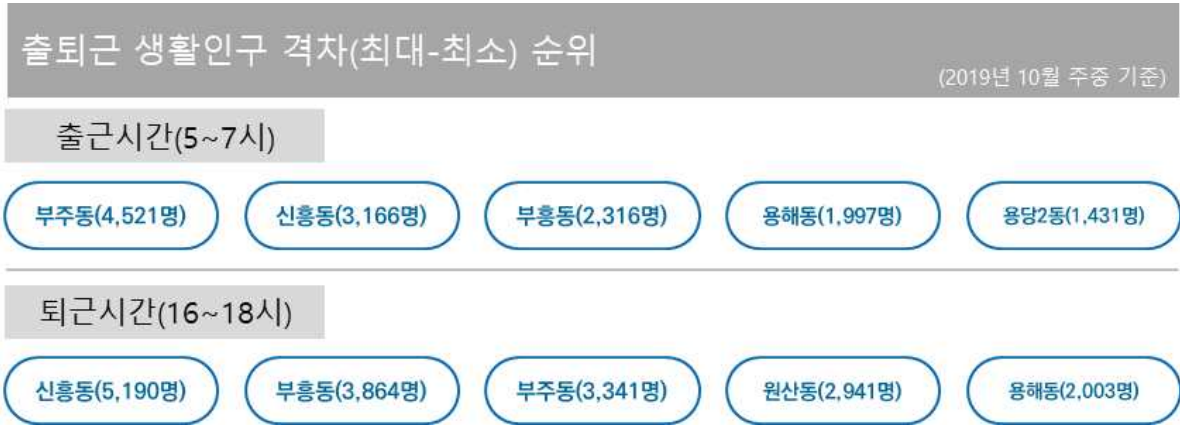 출퇴근 생활인구 격차(최대-최소) 순위
(2019년 10월 주중 기준)
출근시간(5~7시)
부주동(4,521명) 신흥동(3,166명) 부흥동(2,316명) 용해동(1,997명) 용당2동(1,431명)
퇴근시간(16~18시)
신흥동(5,190명) 부흥동(3,864명) 부주동(3,341명) 원산동(2,941명) 용해동(2,003명)